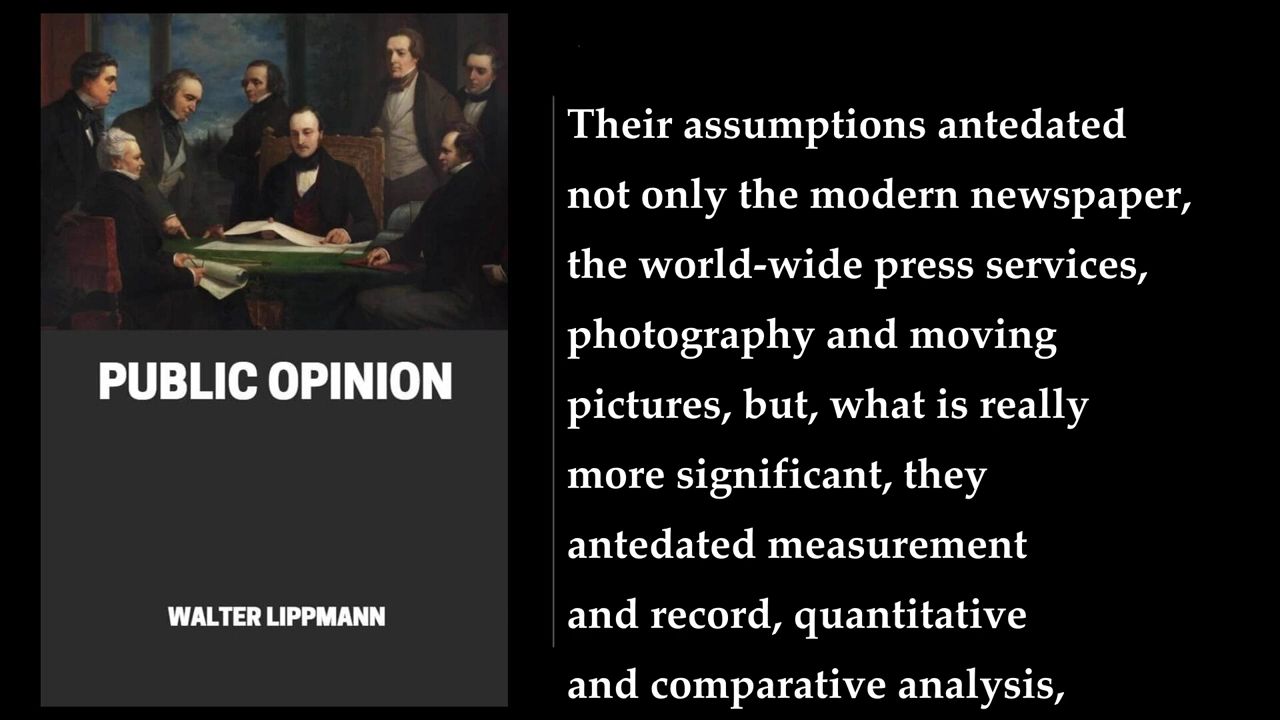 PUBLIC OPINION
WALTER LIPPMANN
Their assumptions antedated
not only the modern newspaper,
the world-wide press services,
photography and moving
pictures, but, what is really
more significant, they
antedated measurement
and record, quantitative
and comparative analysis,